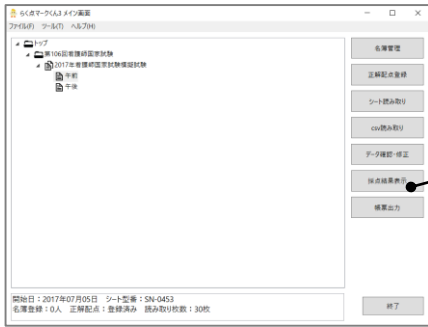 らく点マークくん3 メイン画面
ファイル(F) ツール(T) ヘルプ(H)
トップ
第106回看護師国家試験
2017年看護師国家試験模擬試験
午前
午後
名簿管理
正解配点登録
シート読み取り
csv読み取り
データ確認・修正
採点結果表示
帳票出力
開始日：2017年07月05日 シート型番：SN-0453
名簿登録：0人 正解配点：登録済み 読み取り枚数：30枚
終了